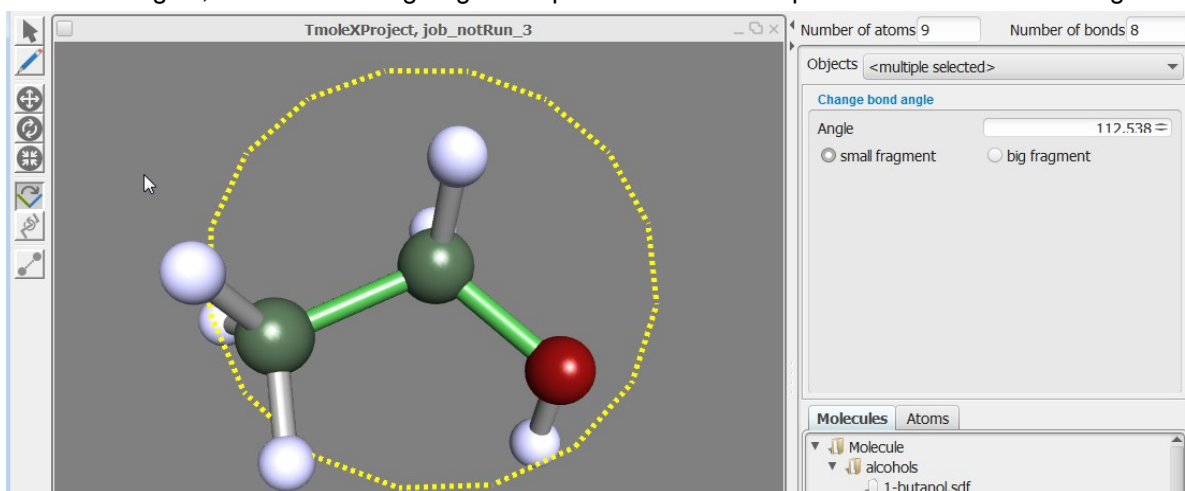 TmoleXProject, job_notRun_3
Number of atoms 9 Number of bonds 8
Objects <multiple selected>
Change bond angle
Angle 112.538
small fragment big fragment
Molecules Atoms
Molecule
alcohols
1-butanol.sdf